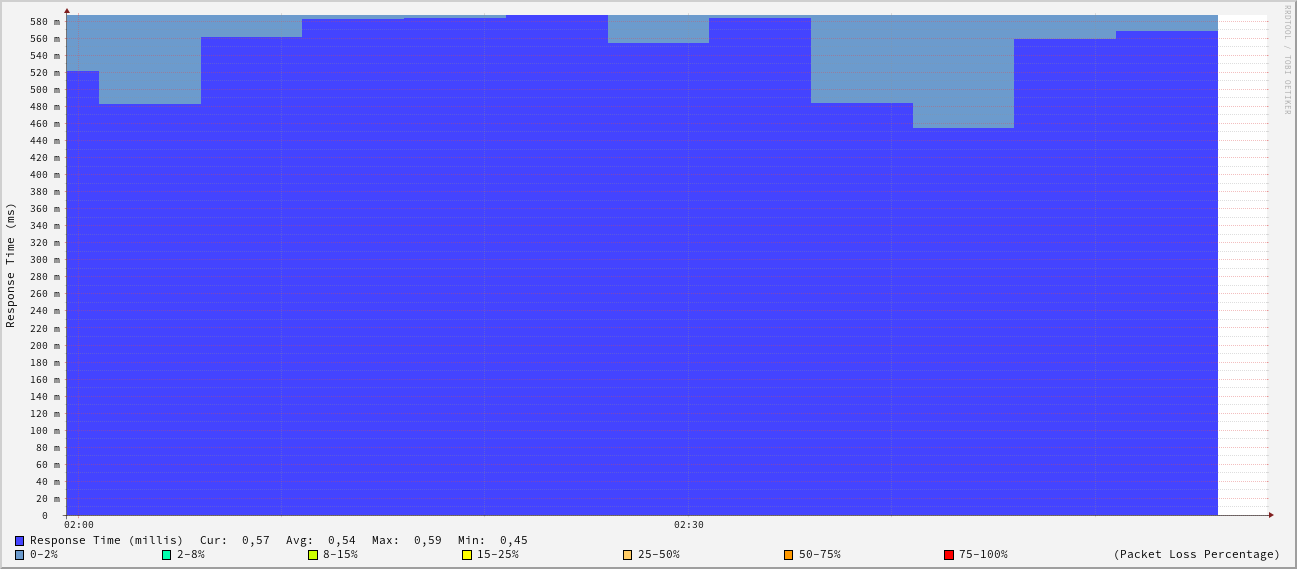 RRDTOOL / TOBI OETIKER
Response Time (ms)
580 m
560 m
540 m
520 m
500 m
480 m
460 m
440 m
420 m
400 m
380 m
360 m
340 m
320 m
300 m
280 m
260 m
240 m
220 m
200 m
180 m
160 m
140 m
120 m
100 m
80 m
60 m
40 m
20 m
0
02:00 02:30
Response Time (millis) Cur: 0,57 Avg: 0,54 Max: 0,59 Min: 0,45
0-2% 2-8% 8-15% 15-25% 25-50% 50-75% 75-100% (Packet Loss Percentage)